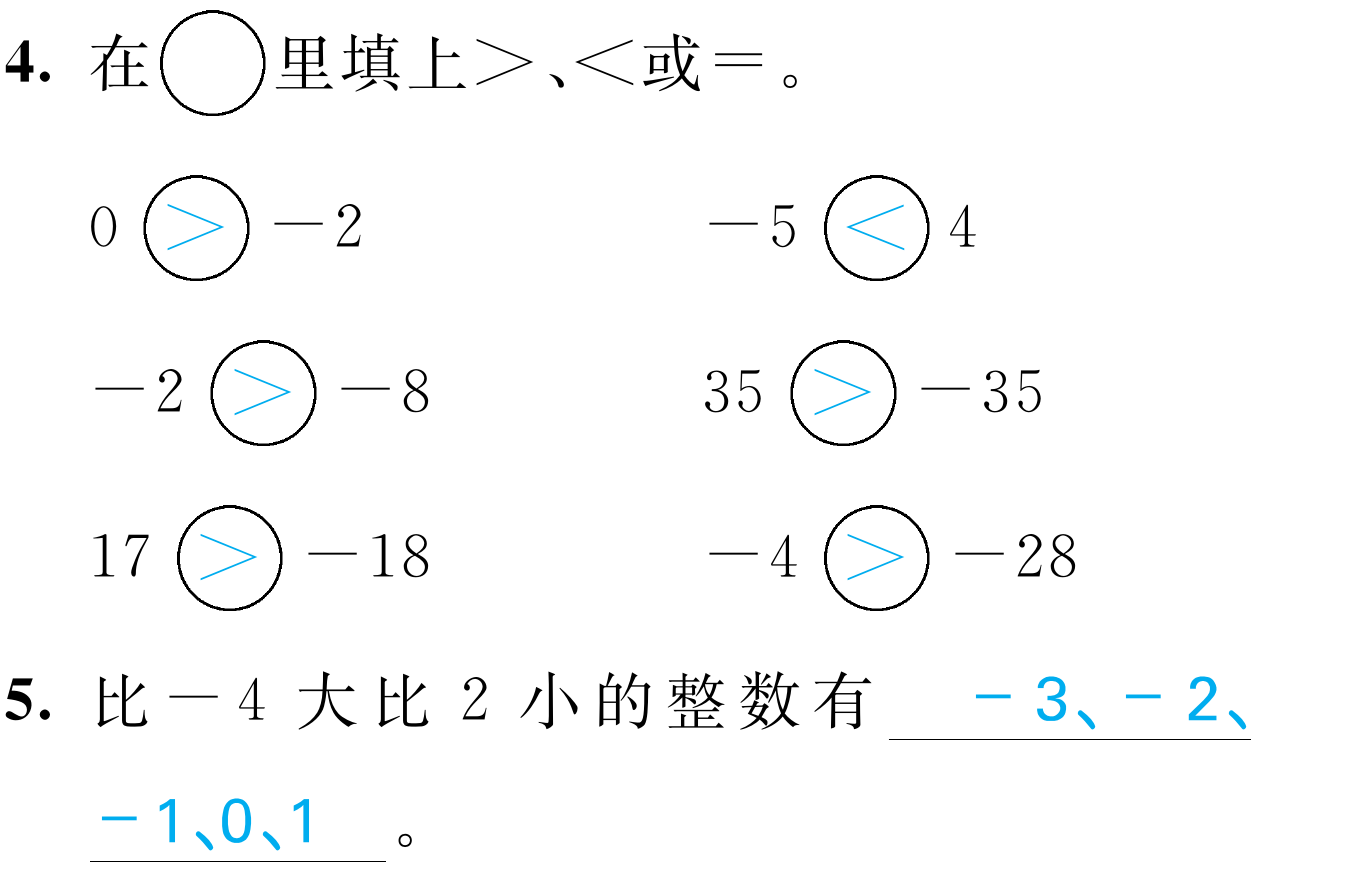 4. 在○里填上＞、＜或＝。
0 ＞ －2 －5 ＜ 4
－2 ＞ －8 35 ＞ －35
17 ＞ －18 －4 ＞ －28
5. 比－4 大比 2 小的整数有 －3、－2、
－1、0、1 。